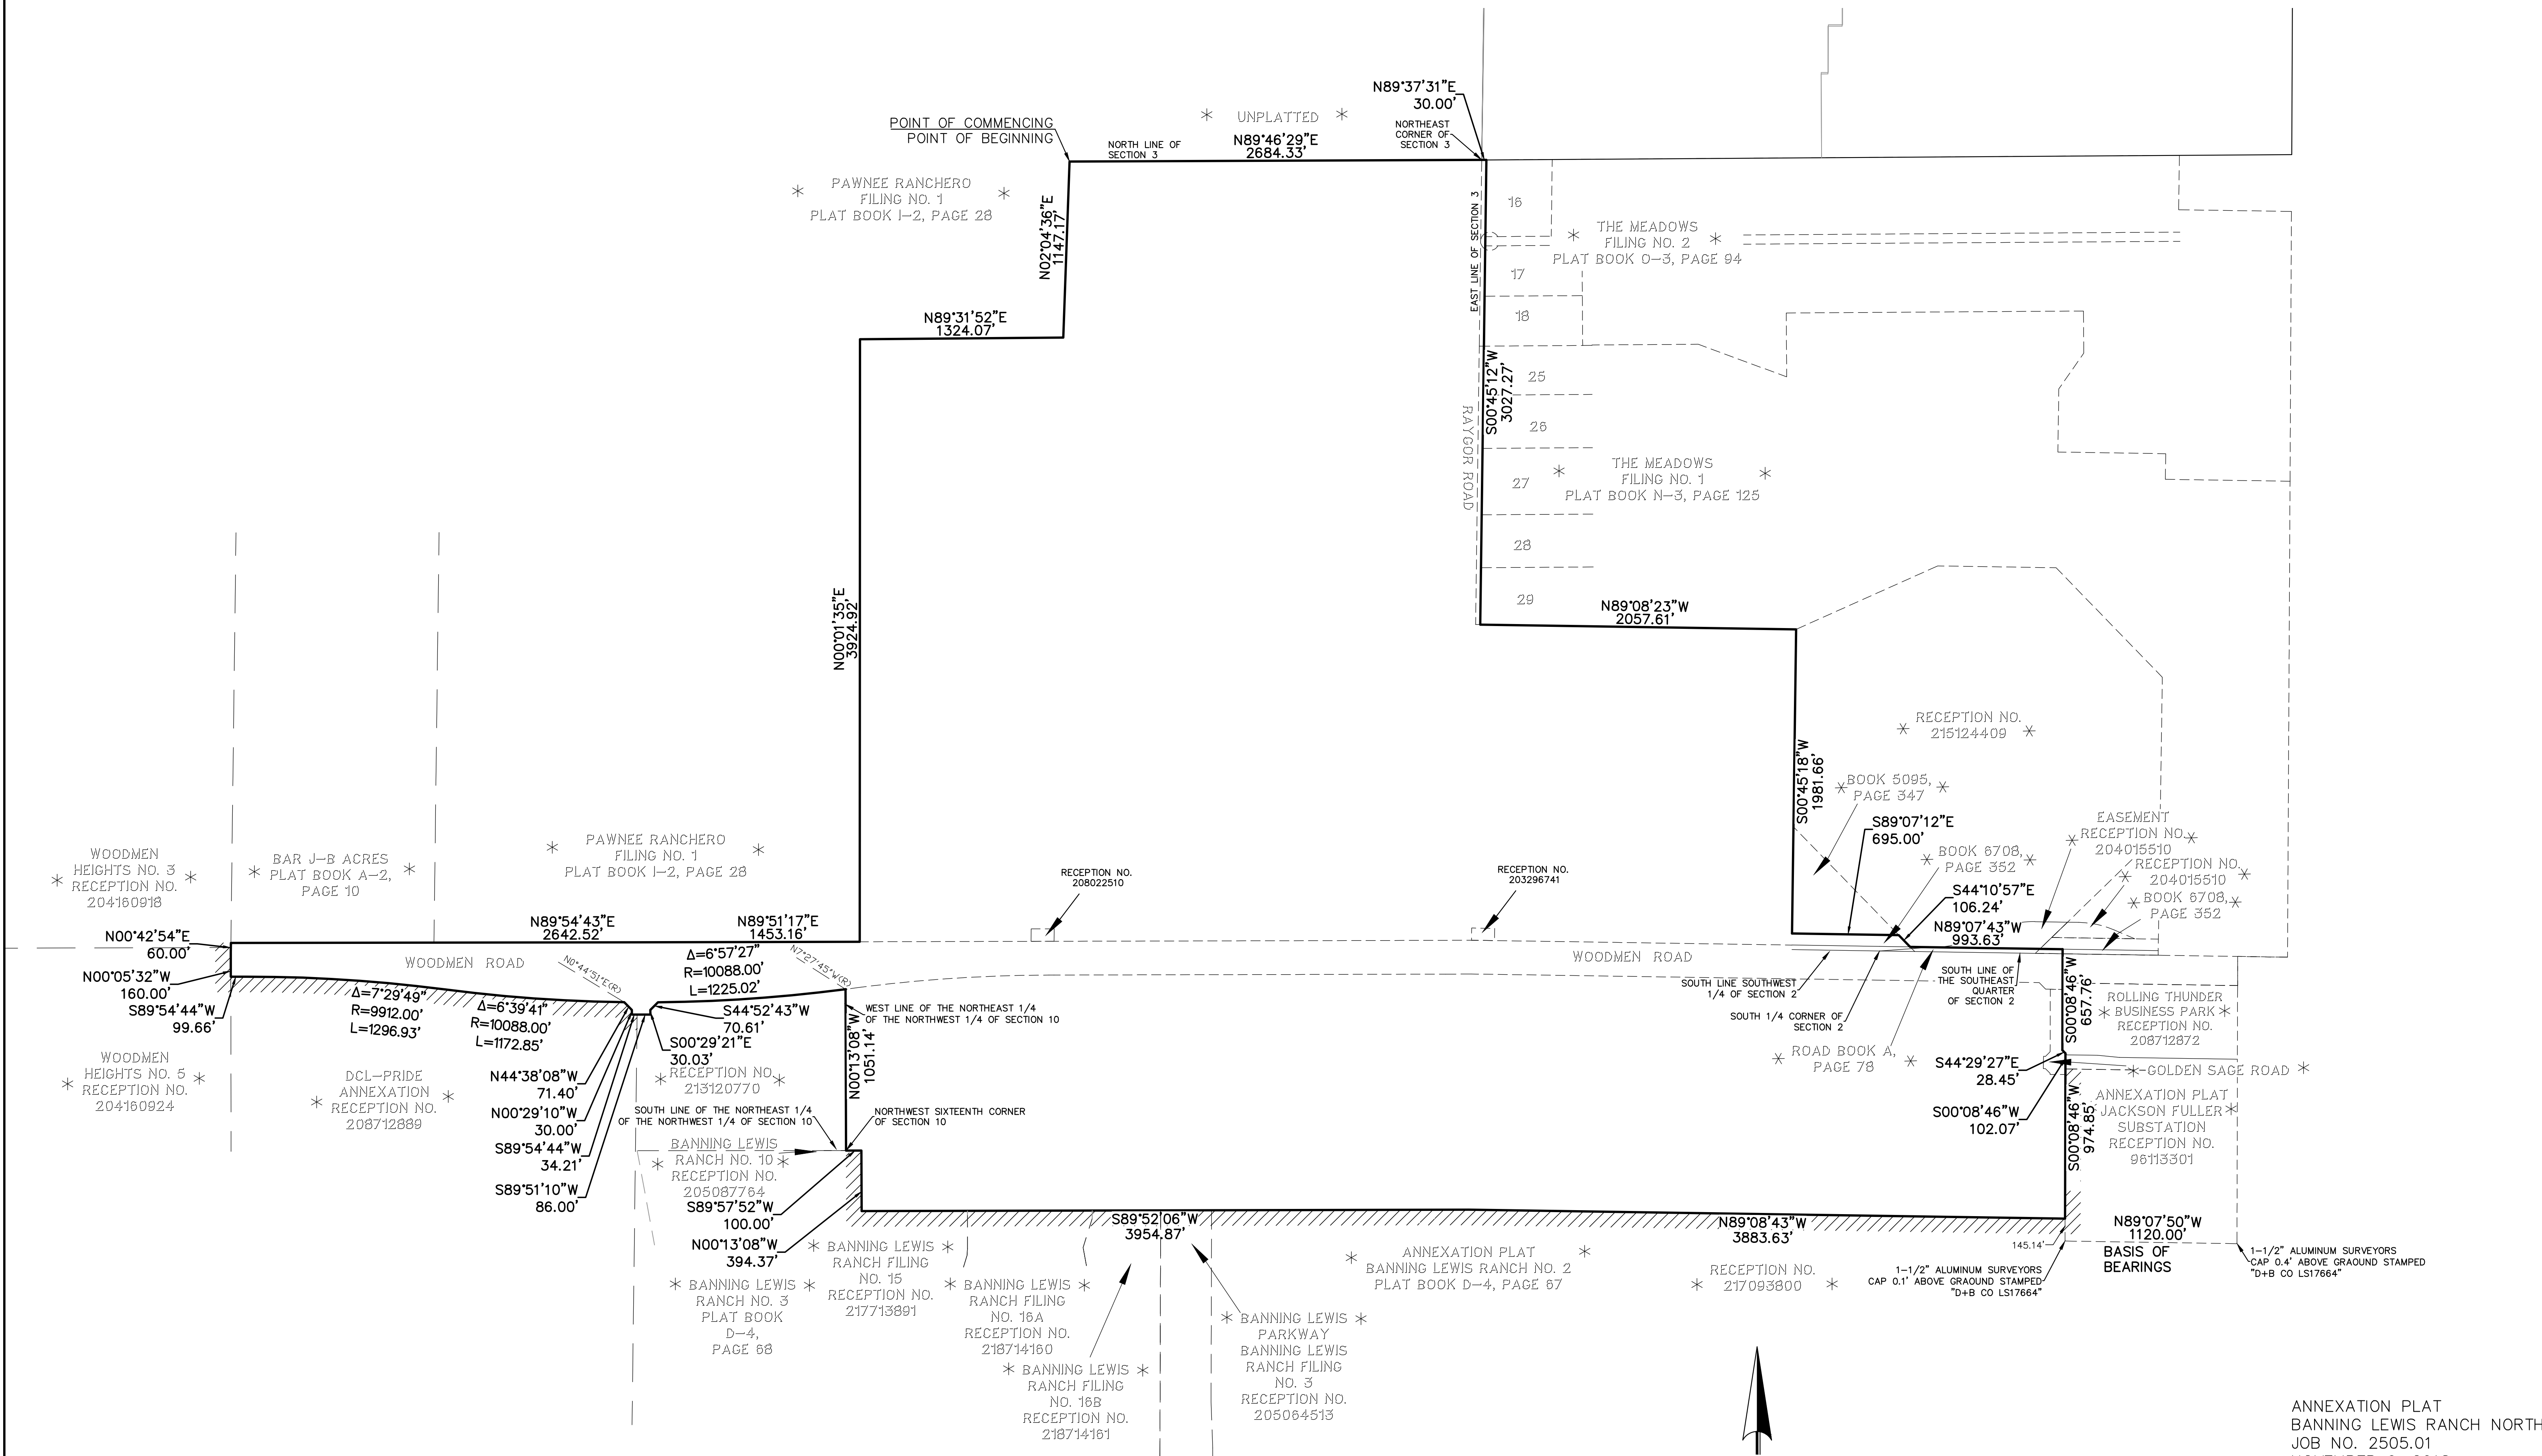 N89°37'31"E
30.00'
POINT OF COMMENCING
POINT OF BEGINNING
* UNPLATTED *
NORTHEAST
CORNER OF
SECTION 3
NORTH LINE OF
SECTION 3
N89°46'29"E
2684.33'
* PAWNEE RANCHERO *
FILING NO. 1
PLAT BOOK I-2, PAGE 28
N02°04'36"E
1147.17'
EAST LINE OF SECTION 3
16
* THE MEADOWS *
FILING NO. 2
PLAT BOOK O-3, PAGE 94
17
18
N89°31'52"E
1324.07'
S00°45'12"W
3027.27'
25
26
RAYGOR ROAD
* THE MEADOWS *
FILING NO. 1
PLAT BOOK N-3, PAGE 125
27
28
29
N00°01'35"E
3924.92'
N89°08'23"W
2057.61'
* RECEPTION NO. *
215124409
S00°45'18"W
1981.66'
* BOOK 5095, *
PAGE 347
S89°07'12"E
695.00'
* EASEMENT *
RECEPTION NO.
204015510
* BOOK 6708, *
PAGE 352
* RECEPTION NO. *
204015510
S44°10'57"E
106.24'
* BOOK 6708, *
PAGE 352
N89°07'43"W
993.63'
WOODMEN
HEIGHTS NO. 3
* RECEPTION NO. *
204160918
* BAR J-B ACRES *
PLAT BOOK A-2,
PAGE 10
* PAWNEE RANCHERO *
FILING NO. 1
PLAT BOOK I-2, PAGE 28
RECEPTION NO.
208022510
RECEPTION NO.
203296741
N00°42'54"E
60.00'
N89°54'43"E
2642.52'
N89°51'17"E
1453.16'
N00°05'32"W
160.00'
S89°54'44"W
99.66'
WOODMEN ROAD
N0°44'51"E(R)
Δ=6°57'27"
R=10088.00'
L=1225.02'
N7°27'45"W(R)
WOODMEN ROAD
SOUTH LINE SOUTHWEST
1/4 OF SECTION 2
SOUTH LINE OF
THE SOUTHEAST
QUARTER
OF SECTION 2
SOUTH 1/4 CORNER OF
SECTION 2
* ROAD BOOK A, *
PAGE 78
S00°08'46"W
657.76'
ROLLING THUNDER
* BUSINESS PARK *
RECEPTION NO.
208712872
Δ=7°29'49"
R=9912.00'
L=1296.93'
Δ=6°39'41"
R=10088.00'
L=1172.85'
S44°52'43"W
70.61'
S00°29'21"E
30.03'
WEST LINE OF THE NORTHEAST 1/4
OF THE NORTHWEST 1/4 OF SECTION 10
N00°13'08"W
1051.14'
S44°29'27"E
28.45'
* GOLDEN SAGE ROAD *
S00°08'46"W
102.07'
S00°08'46"W
974.85'
ANNEXATION PLAT
* JACKSON FULLER *
SUBSTATION
RECEPTION NO.
96113301
WOODMEN
HEIGHTS NO. 5
* RECEPTION NO. *
204160924
DCL-PRIDE
* ANNEXATION *
RECEPTION NO.
208712889
N44°38'08"W
71.40'
N00°29'10"W
30.00'
S89°54'44"W
34.21'
S89°51'10"W
86.00'
* RECEPTION NO. *
213120770
SOUTH LINE OF THE NORTHEAST 1/4
OF THE NORTHWEST 1/4 OF SECTION 10
NORTHWEST SIXTEENTH CORNER
OF SECTION 10
BANNING LEWIS
* RANCH NO. 10 *
RECEPTION NO.
205087764
S89°57'52"W
100.00'
N00°13'08"W
394.37'
S89°52'06"W
3954.87'
N89°08'43"W
3883.63'
145.14'
N89°07'50"W
1120.00'
BASIS OF
BEARINGS
1-1/2" ALUMINUM SURVEYORS
CAP 0.1' ABOVE GRAOUND STAMPED
"D+B CO LS17664"
1-1/2" ALUMINUM SURVEYORS
CAP 0.4' ABOVE GRAOUND STAMPED
"D+B CO LS17664"
* BANNING LEWIS *
RANCH NO. 3
PLAT BOOK
D-4,
PAGE 68
* BANNING LEWIS *
RANCH FILING
NO. 15
RECEPTION NO.
217713891
* BANNING LEWIS *
RANCH FILING
NO. 16A
RECEPTION NO.
218714160
* BANNING LEWIS *
RANCH FILING
NO. 16B
RECEPTION NO.
218714161
* BANNING LEWIS *
PARKWAY
BANNING LEWIS
RANCH FILING
NO. 3
RECEPTION NO.
205064513
* ANNEXATION PLAT *
BANNING LEWIS RANCH NO. 2
PLAT BOOK D-4, PAGE 67
RECEPTION NO.
* 217093800 *
ANNEXATION PLAT
BANNING LEWIS RANCH NORTH
JOB NO. 2505.01